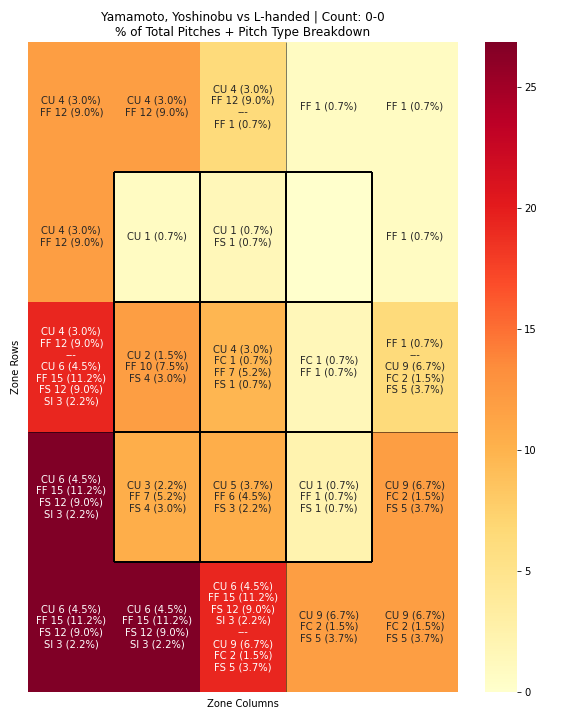 Yamamoto, Yoshinobu vs L-handed | Count: 0-0
% of Total Pitches + Pitch Type Breakdown
CU 4 (3.0%)
FF 12 (9.0%)
CU 4 (3.0%)
FF 12 (9.0%)
CU 4 (3.0%)
FF 12 (9.0%)
---
FF 1 (0.7%)
FF 1 (0.7%)
FF 1 (0.7%)
CU 4 (3.0%)
FF 12 (9.0%)
CU 1 (0.7%)
CU 1 (0.7%)
FS 1 (0.7%)
FF 1 (0.7%)
CU 4 (3.0%)
FF 12 (9.0%)
---
CU 6 (4.5%)
FF 15 (11.2%)
FS 12 (9.0%)
SI 3 (2.2%)
CU 2 (1.5%)
FF 10 (7.5%)
FS 4 (3.0%)
CU 4 (3.0%)
FC 1 (0.7%)
FF 7 (5.2%)
FS 1 (0.7%)
FC 1 (0.7%)
FF 1 (0.7%)
FF 1 (0.7%)
---
CU 9 (6.7%)
FC 2 (1.5%)
FS 5 (3.7%)
CU 6 (4.5%)
FF 15 (11.2%)
FS 12 (9.0%)
SI 3 (2.2%)
CU 3 (2.2%)
FF 7 (5.2%)
FS 4 (3.0%)
CU 5 (3.7%)
FF 6 (4.5%)
FS 3 (2.2%)
CU 1 (0.7%)
FF 1 (0.7%)
FS 1 (0.7%)
CU 9 (6.7%)
FC 2 (1.5%)
FS 5 (3.7%)
CU 6 (4.5%)
FF 15 (11.2%)
FS 12 (9.0%)
SI 3 (2.2%)
CU 6 (4.5%)
FF 15 (11.2%)
FS 12 (9.0%)
SI 3 (2.2%)
CU 6 (4.5%)
FF 15 (11.2%)
FS 12 (9.0%)
SI 3 (2.2%)
---
CU 9 (6.7%)
FC 2 (1.5%)
FS 5 (3.7%)
CU 9 (6.7%)
FC 2 (1.5%)
FS 5 (3.7%)
CU 9 (6.7%)
FC 2 (1.5%)
FS 5 (3.7%)
Zone Rows
Zone Columns
25
20
15
10
5
0